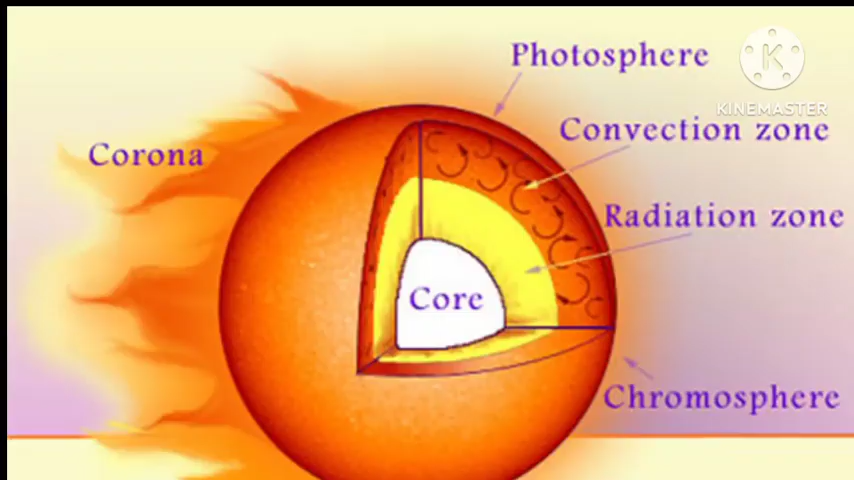 Photosphere
KINEMASTER
Convection zone
Corona
Radiation zone
Core
Chromosphere